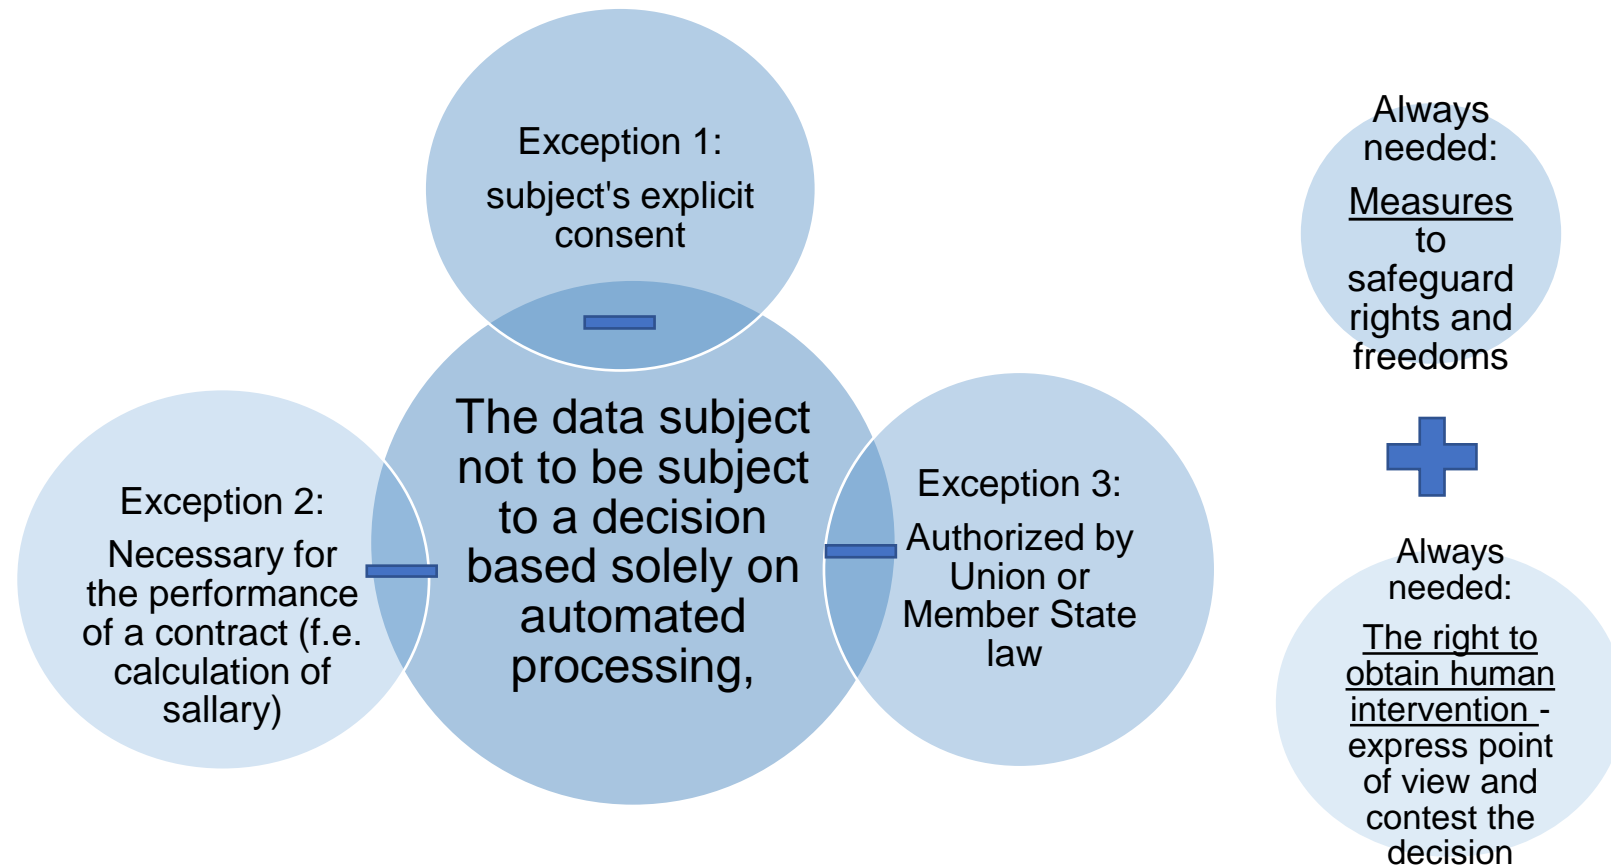 Exception 1:
subject's explicit
consent
The data subject
not to be subject
to a decision
based solely on
automated
processing,
Exception 2:
Necessary for
the performance
of a contract (f.e.
calculation of
sallary)
Exception 3:
Authorized by
Union or
Member State
law
Always
needed:
Measures
to
safeguard
rights and
freedoms
Always
needed:
The right to
obtain human
intervention -
express point
of view and
contest the
decision